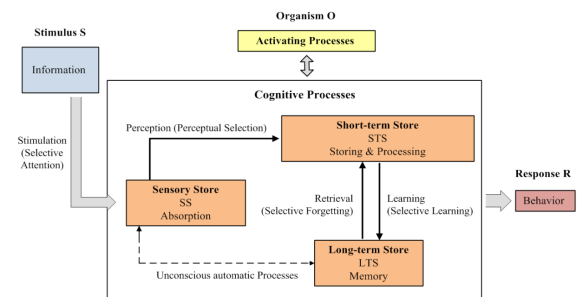 Organism O
Stimulus S
Activating Processes
Information
Cognitive Processes
Perception (Perceptual Selection)
Short-term Store
STS
Storing & Processing
Stimulation
(Selective
Attention)
Sensory Store
SS
Absorption
Retrieval
(Selective Forgetting)
Learning
(Selective Learning)
Response R
Behavior
Long-term Store
LTS
Memory
Unconscious automatic Processes